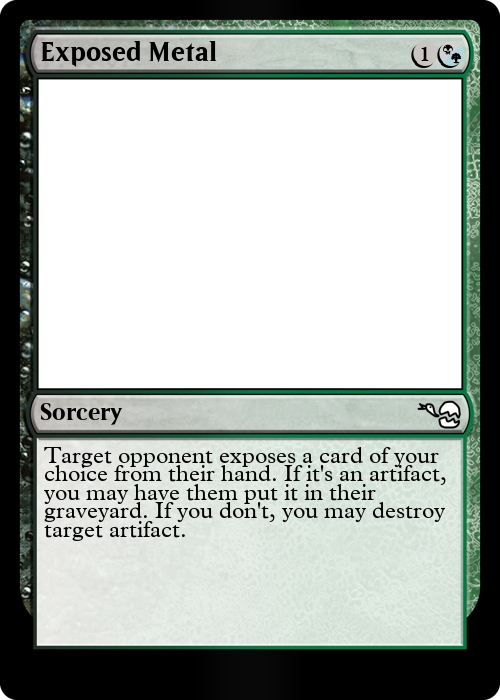 Exposed Metal 1
Sorcery
Target opponent exposes a card of your
choice from their hand. If it's an artifact,
you may have them put it in their
graveyard. If you don't, you may destroy
target artifact.